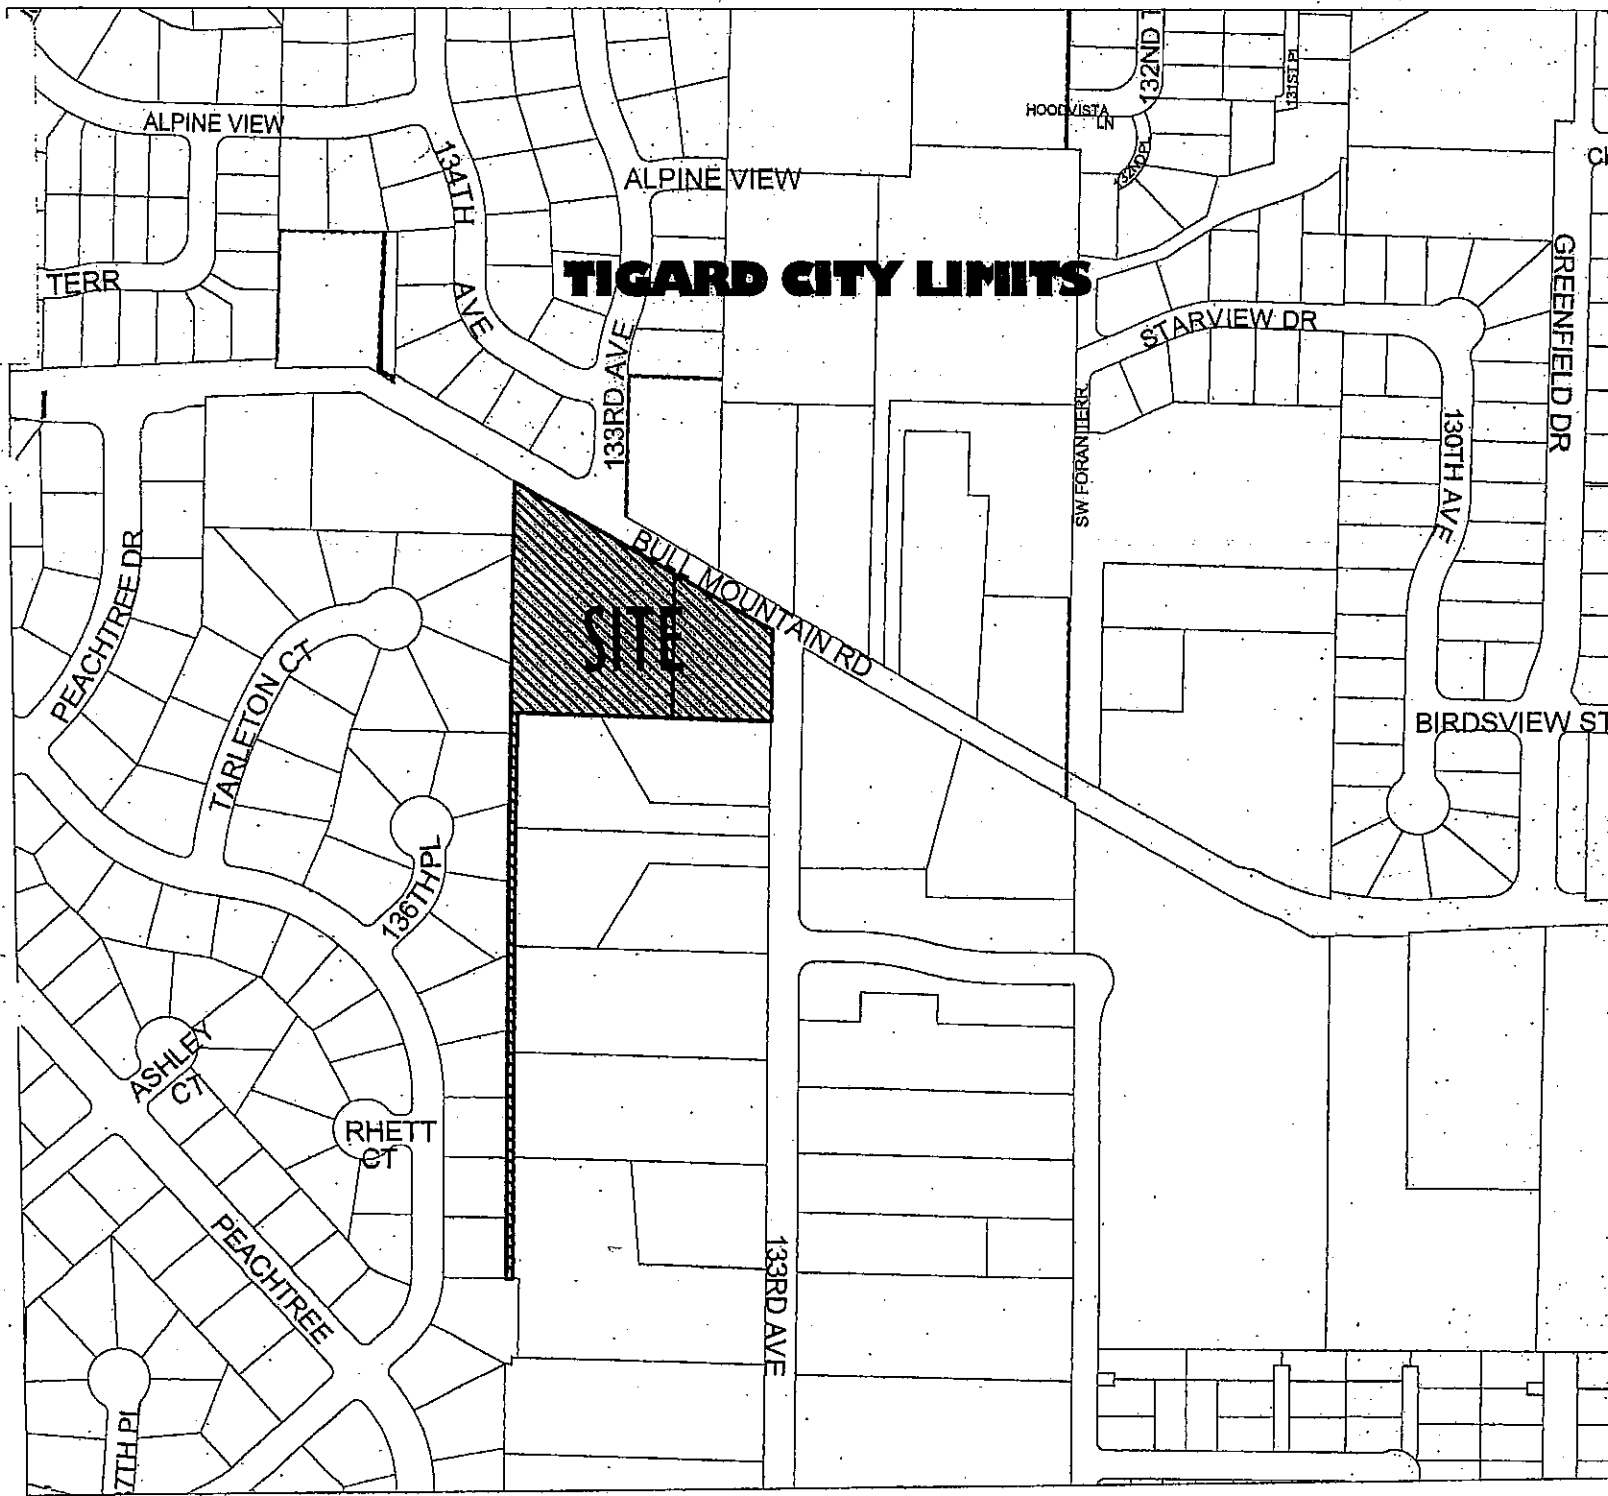 132ND
131ST PL
HOODVISTA
LN
ALPINE VIEW
134TH
AVE
ALPINE VIEW
132ND PL
TERR
TIGARD CITY LIMITS
GREENFIELD DR
STARVIEW DR
133RD AVE
SW FORAN TERR.
130TH AVE
BULL MOUNTAIN RD
PEACHTREE DR
SITE
TARLETON CT
BIRDSVIEW ST
136TH PL
ASHLEY
CT
RHETT
CT
PEACHTREE
133RD AVE
7TH PL